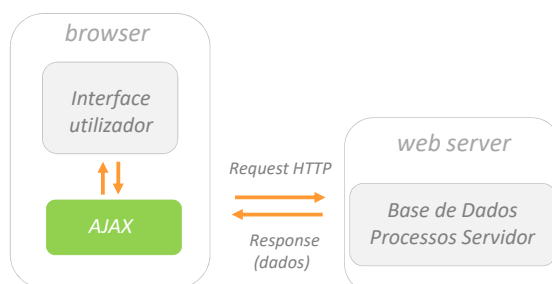 browser
Interface
utilizador
AJAX
Request HTTP
Response
(dados)
web server
Base de Dados
Processos Servidor